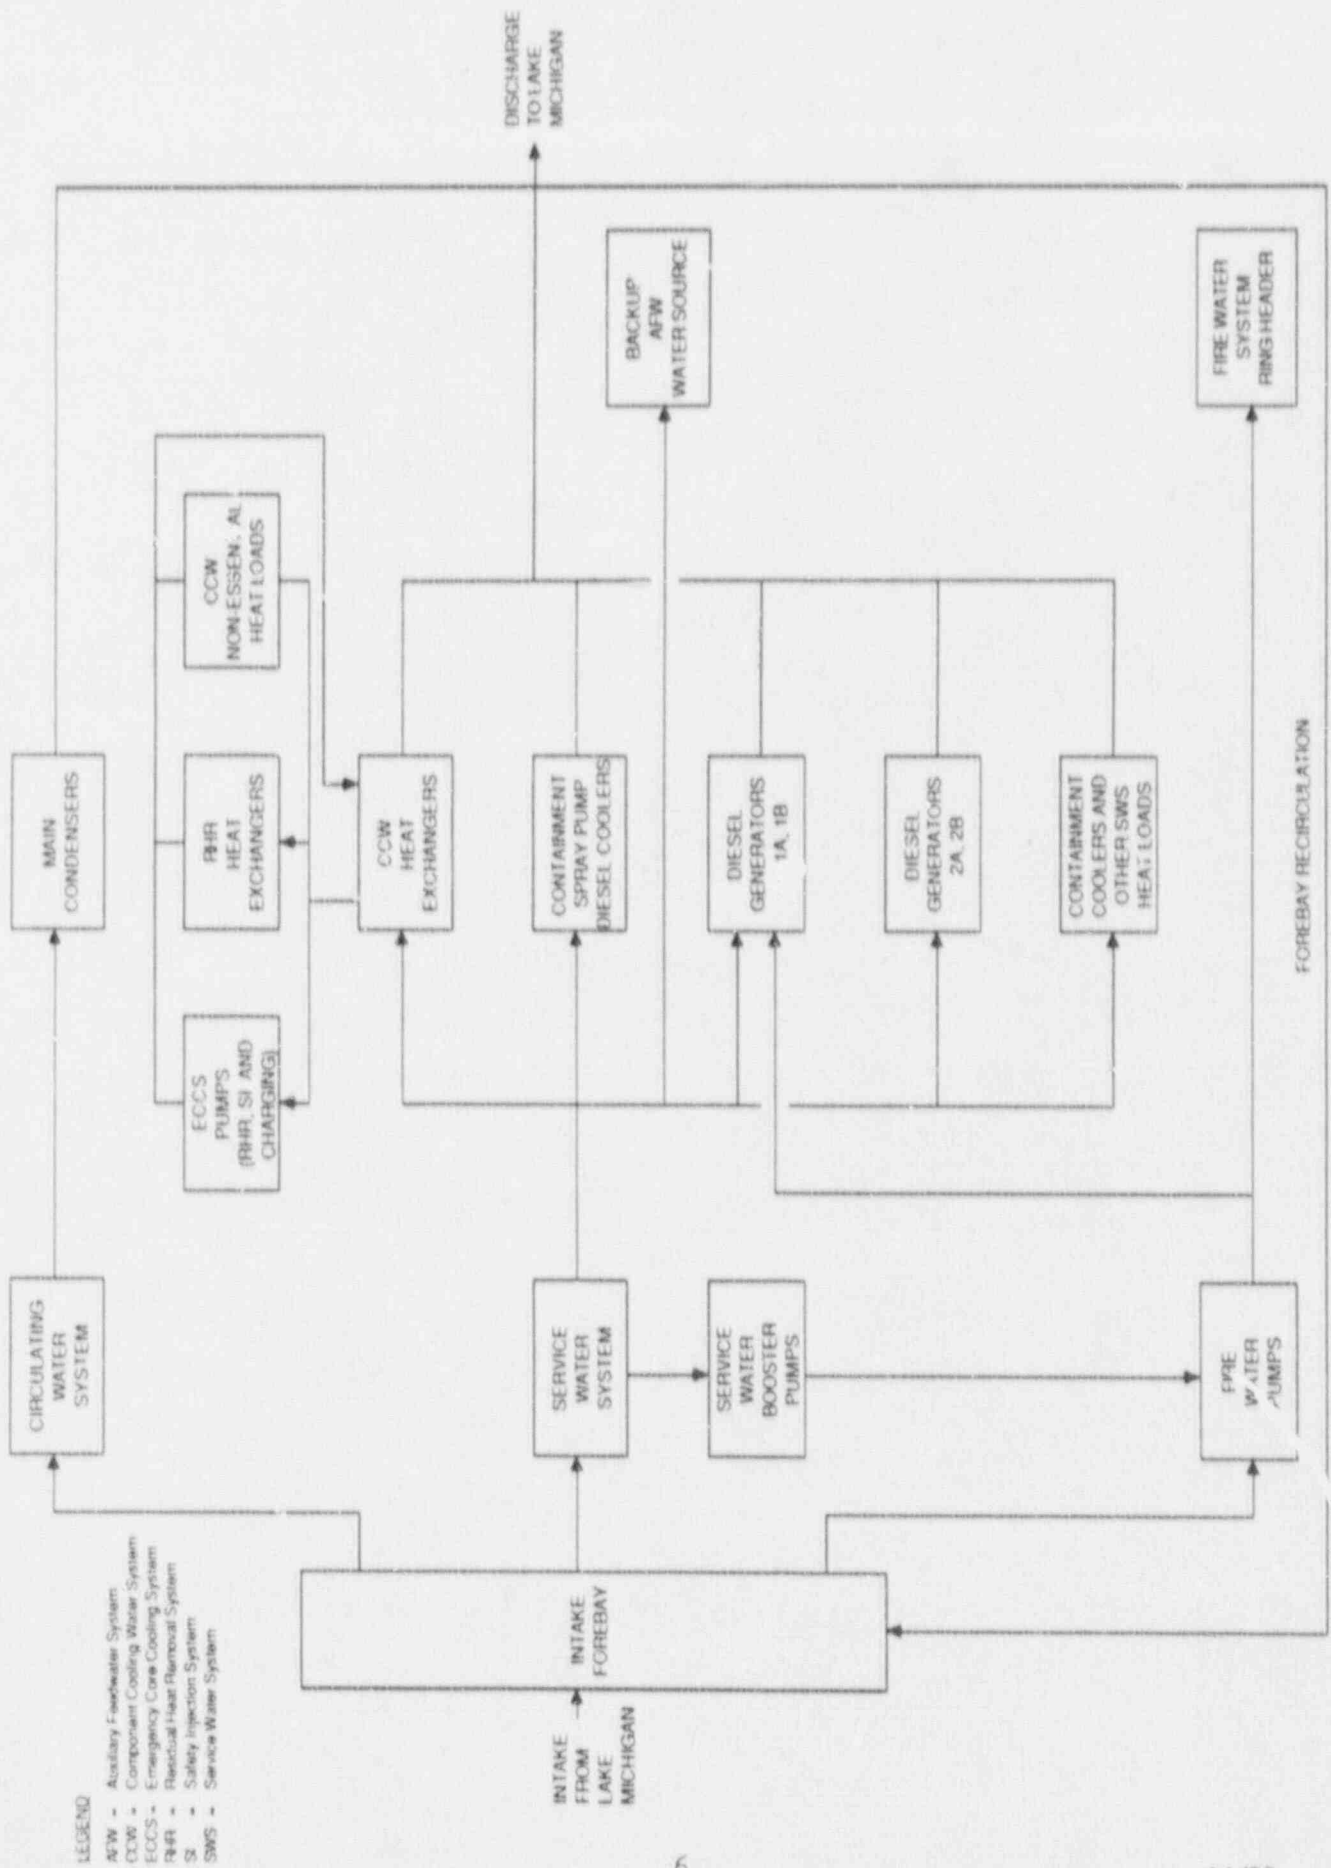 LEGEND
AFW - Auxiliary Feedwater System
CCW - Component Cooling Water System
ECCS - Emergency Core Cooling System
RHR - Residual Heat Removal System
SI - Safety Injection System
SWS - Service Water System
CIRCULATING
WATER
SYSTEM
MAIN
CONDENSERS
ECCS
PUMPS
(RHR, SI AND
CHARGING)
RHR
HEAT
EXCHANGERS
CCW
NON-ESSEN. AL
HEAT LOADS
CCW
HEAT
EXCHANGERS
DISCHARGE
TO LAKE
MICHIGAN
INTAKE
FROM
LAKE
MICHIGAN
INTAKE
FOREBAY
SERVICE
WATER
SYSTEM
CONTAINMENT
SPRAY PUMP
DIESEL COOLERS
BACKUP
AFW
WATER SOURCE
SERVICE
WATER
BOOSTER
PUMPS
DIESEL
GENERATORS
1A, 1B
DIESEL
GENERATORS
2A, 2B
CONTAINMENT
COOLERS AND
OTHER SWS
HEAT LOADS
FIRE
WATER
PUMPS
FIRE WATER
SYSTEM
RING HEADER
FOREBAY RECIRCULATION